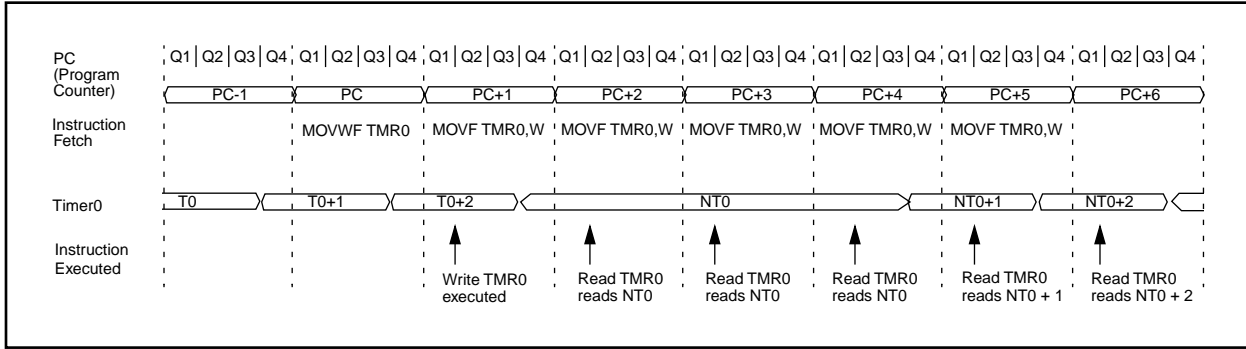 PC
(Program
Counter)
Q1 Q2 Q3 Q4 Q1 Q2 Q3 Q4 Q1 Q2 Q3 Q4 Q1 Q2 Q3 Q4 Q1 Q2 Q3 Q4 Q1 Q2 Q3 Q4 Q1 Q2 Q3 Q4 Q1 Q2 Q3 Q4
PC-1 PC PC+1 PC+2 PC+3 PC+4 PC+5 PC+6
Instruction
Fetch
MOVWF TMR0 MOVF TMR0,W MOVF TMR0,W MOVF TMR0,W MOVF TMR0,W MOVF TMR0,W
Timer0
T0 T0+1 T0+2 NT0 NT0+1 NT0+2
Instruction
Executed
Write TMR0
executed
Read TMR0
reads NT0
Read TMR0
reads NT0
Read TMR0
reads NT0
Read TMR0
reads NT0 + 1
Read TMR0
reads NT0 + 2